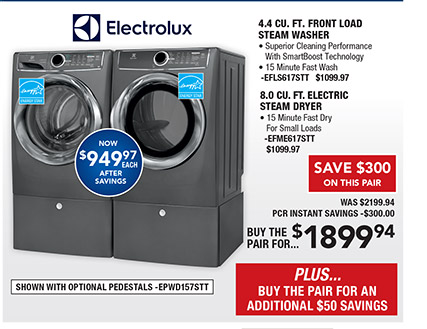 Electrolux
4.4 CU. FT. FRONT LOAD
STEAM WASHER
• Superior Cleaning Performance
With SmartBoost Technology
• 15 Minute Fast Wash
-EFLS617STT $1099.97
8.0 CU. FT. ELECTRIC
STEAM DRYER
• 15 Minute Fast Dry
For Small Loads
-EFME617STT
$1099.97
ENERGY STAR
ENERGY STAR
NOW
$949.97
EACH
AFTER
SAVINGS
SAVE $300
ON THIS PAIR
WAS $2199.94
PCR INSTANT SAVINGS -$300.00
BUY THE
PAIR FOR... $1899.94
SHOWN WITH OPTIONAL PEDESTALS -EPWD157STT
PLUS...
BUY THE PAIR FOR AN
ADDITIONAL $50 SAVINGS